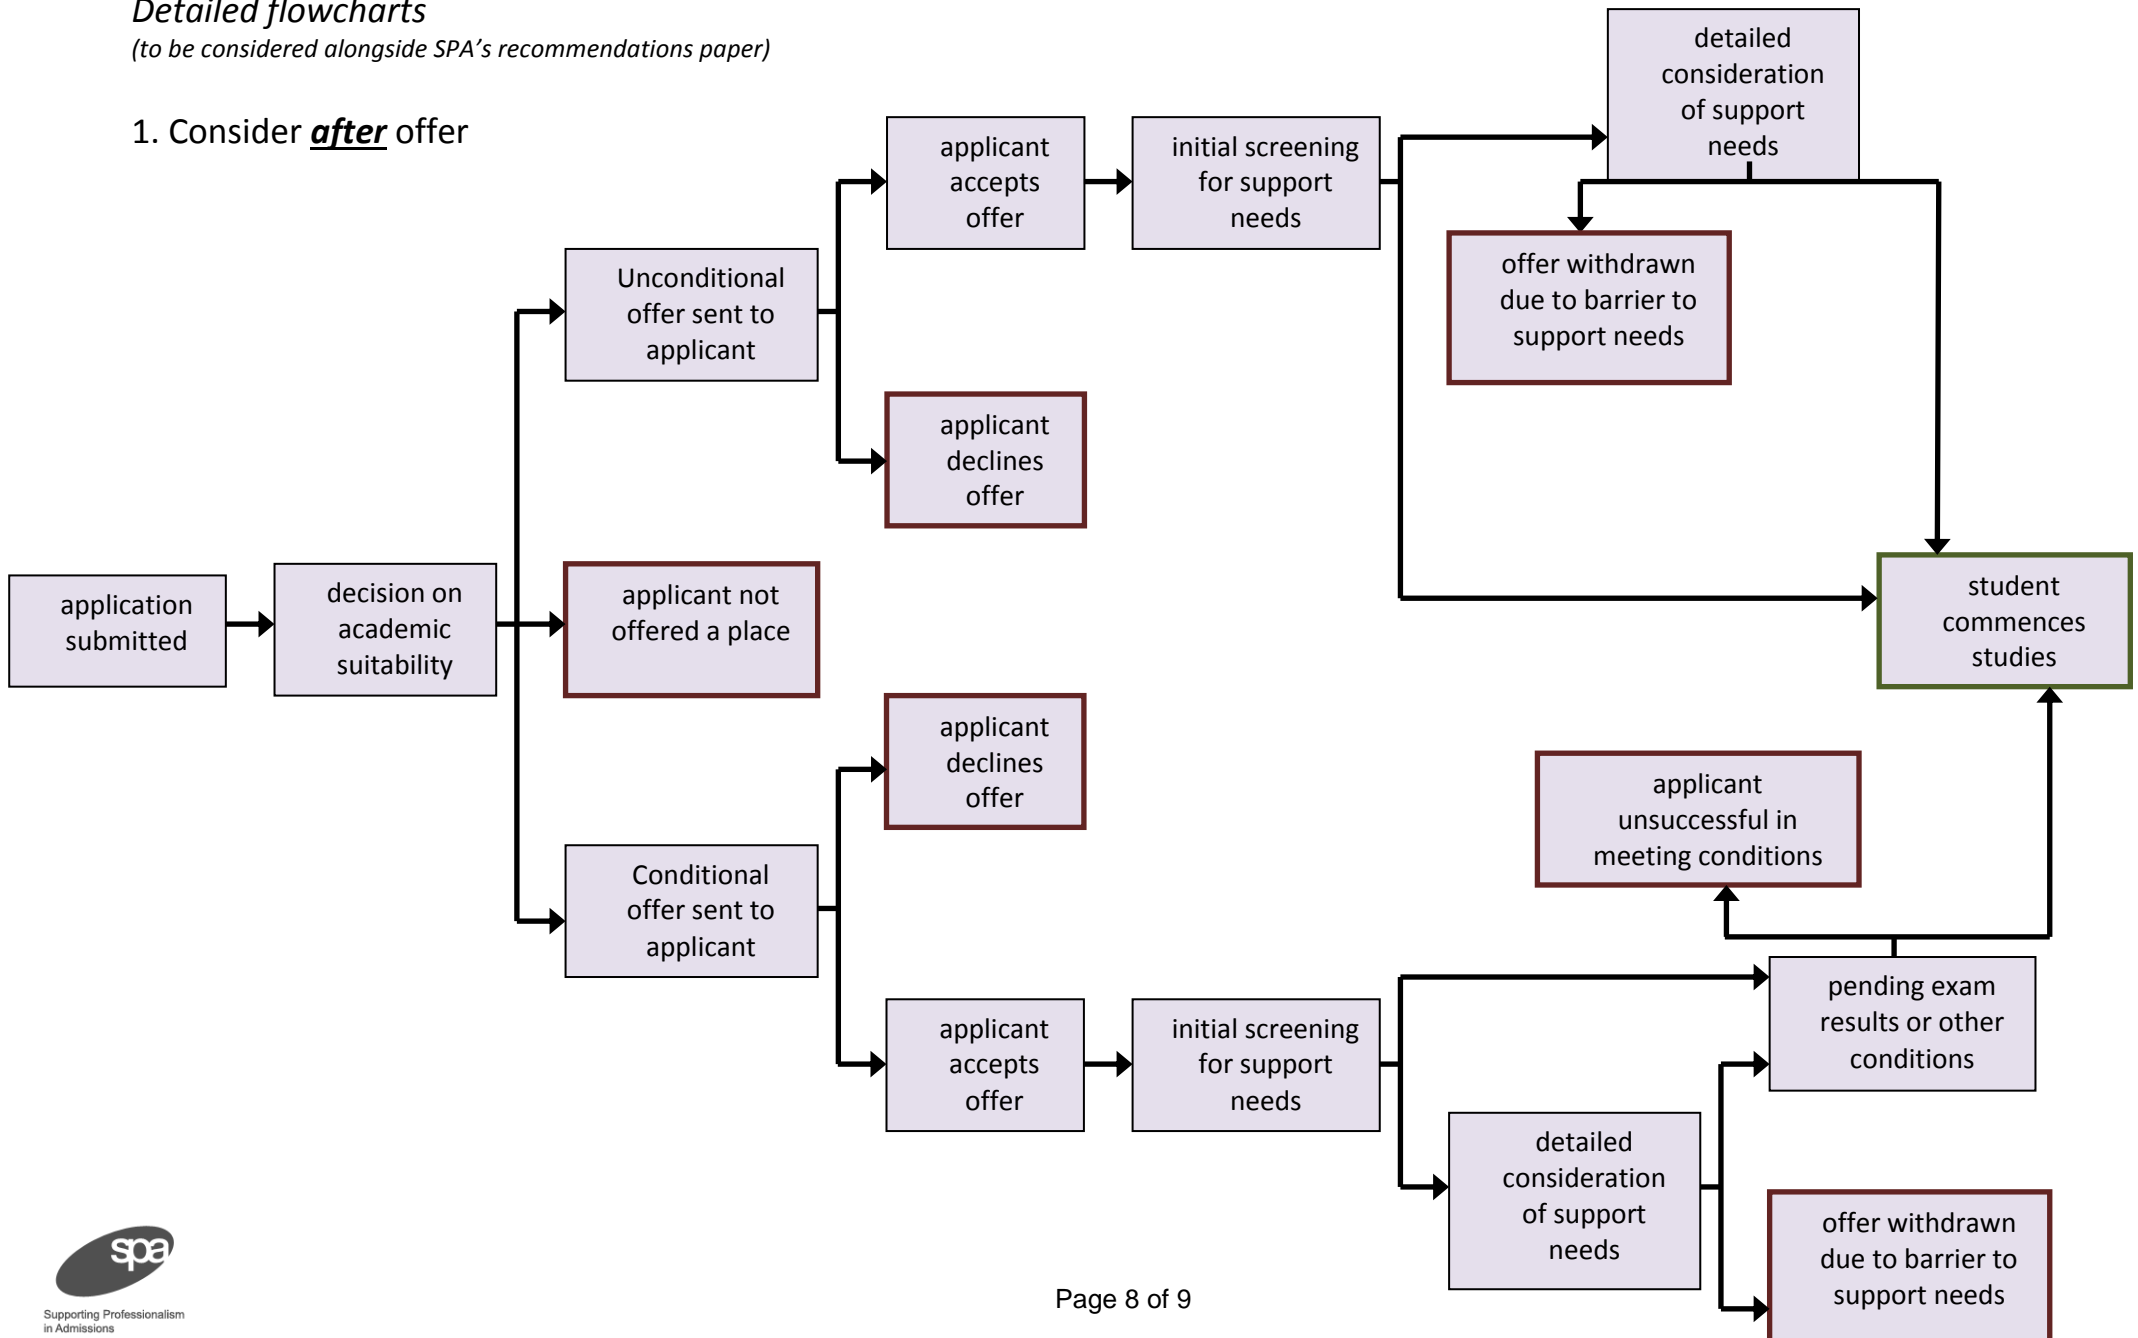 Detailed flowcharts
(to be considered alongside SPA's recommendations paper)
1. Consider after offer
application
submitted
decision on
academic
suitability
Unconditional
offer sent to
applicant
applicant not
offered a place
Conditional
offer sent to
applicant
applicant
accepts
offer
applicant
declines
offer
applicant
declines
offer
applicant
accepts
offer
initial screening
for support
needs
initial screening
for support
needs
detailed
consideration
of support
needs
offer withdrawn
due to barrier to
support needs
student
commences
studies
applicant
unsuccessful in
meeting conditions
pending exam
results or other
conditions
detailed
consideration
of support
needs
offer withdrawn
due to barrier to
support needs
spa
Supporting Professionalism
in Admissions
Page 8 of 9